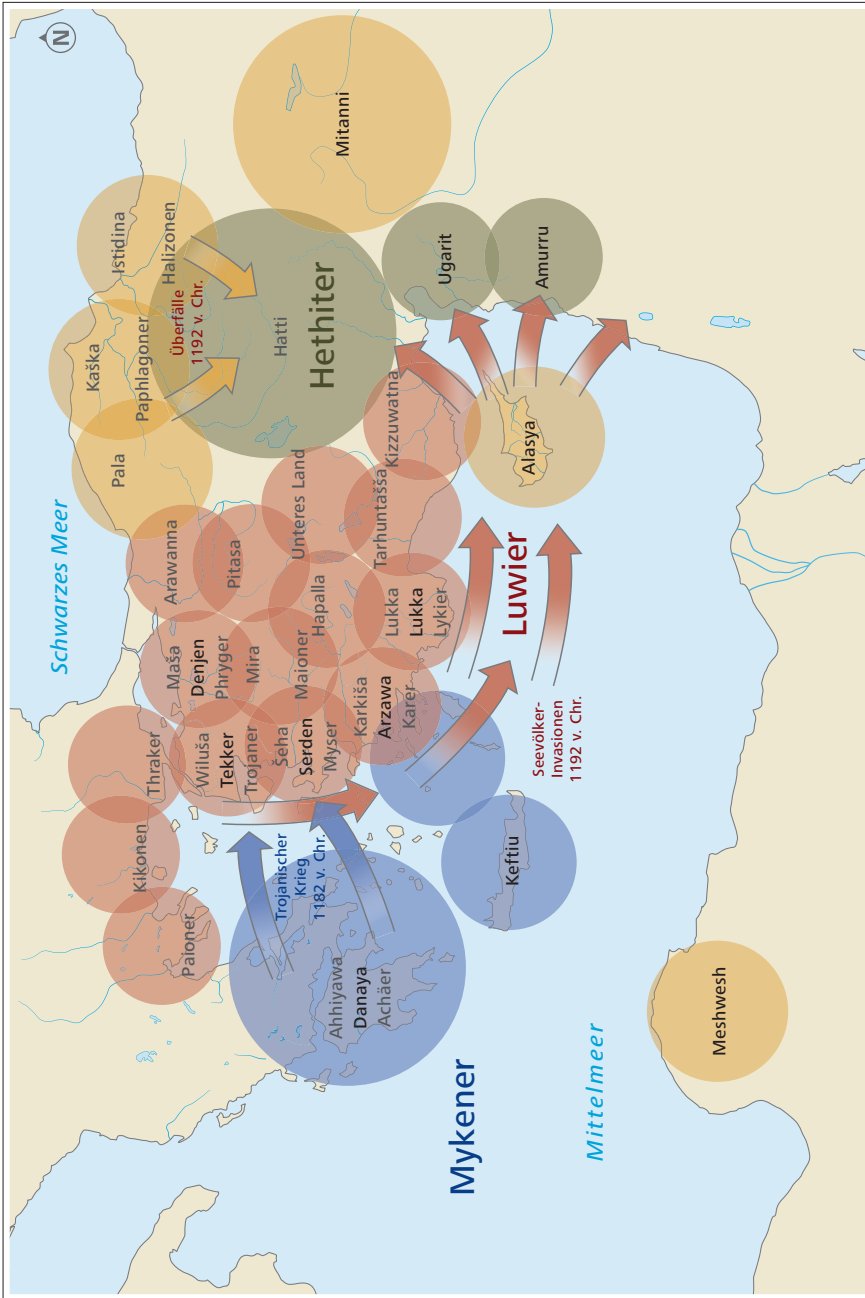 N
Schwarzes Meer
Paioner
Kikonen
Thraker
Wiluša
Tekker
Trojaner
Šeha
Serden
Myser
Maša
Denjen
Phryger
Mira
Maioner
Karkiša
Arzawa
Karer
Arawanna
Pitasa
Hapalla
Lukka
Lukka
Lykier
Unteres Land
Tarhuntašša
Kizzuwatna
Pala
Kaška
Paphlagoner
Ištidina
Halizonen
Überfälle
1192 v. Chr.
Hatti
Hethiter
Mitanni
Ugarit
Amurru
Alasya
Luwier
Seevölker-
Invasionen
1192 v. Chr.
Trojanischer
Krieg
1182 v. Chr.
Ahhiyawa
Danaya
Achäer
Mykener
Keftiu
Mittelmeer
Meshwesh